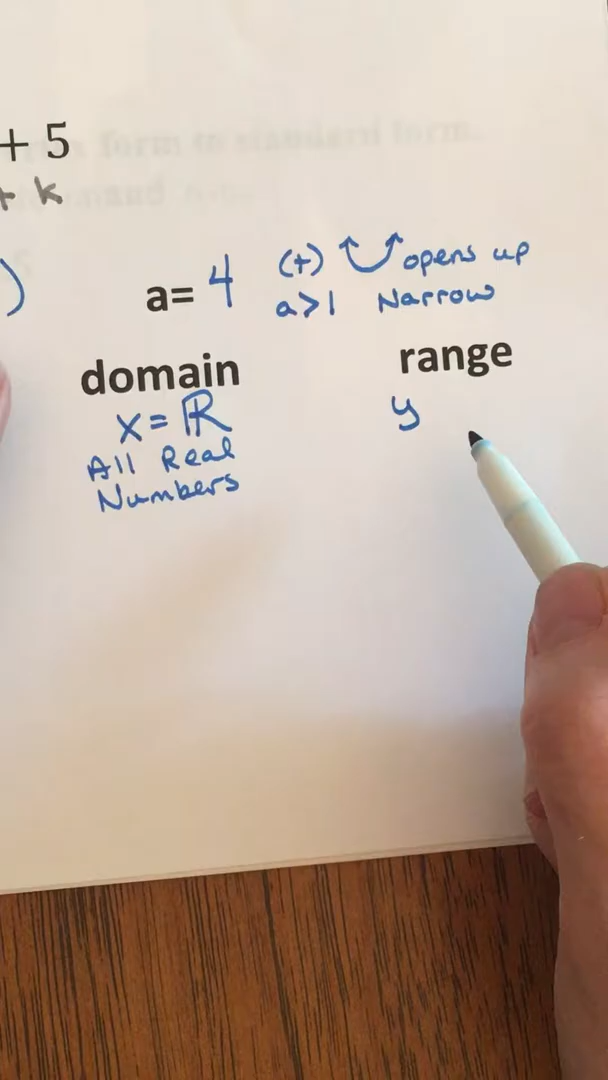 + 5
+ k
)
a= 4 (+) opens up
a>1 Narrow
domain range
x = ℝ y
All Real
Numbers